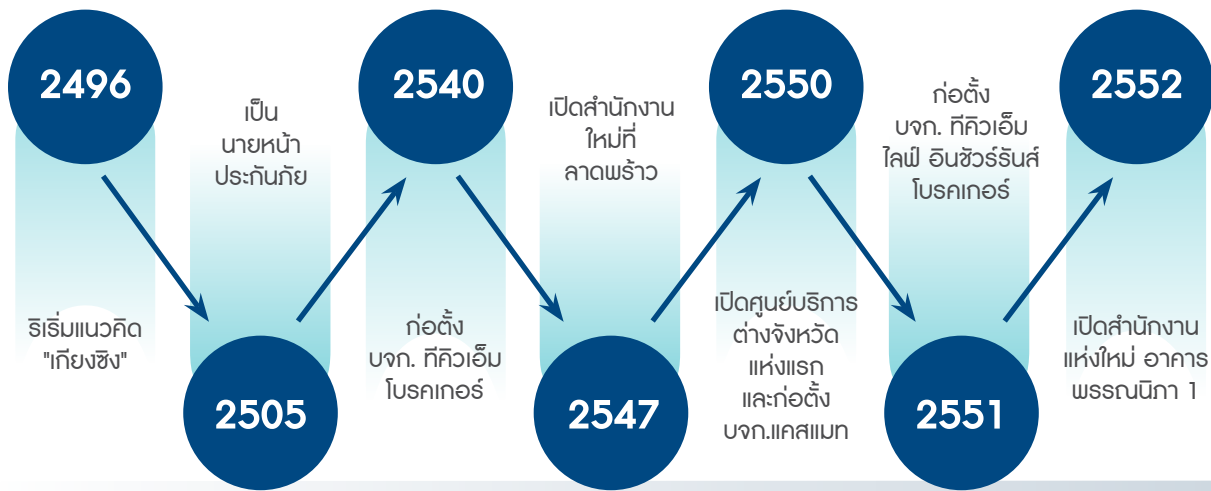 2496
ริเริ่มแนวคิด
"เกียงซิง"
เป็น
นายหน้า
ประกันภัย
2505
2540
ก่อตั้ง
บจก. ทีคิวเอ็ม
โบรคเกอร์
เปิดสำนักงาน
ใหม่ที่
ลาดพร้าว
2547
2550
เปิดศูนย์บริการ
ต่างจังหวัด
แห่งแรก
และก่อตั้ง
บจก.แคสแมท
ก่อตั้ง
บจก. ทีคิวเอ็ม
ไลฟ์ อินชัวร์รันส์
โบรคเกอร์
2551
2552
เปิดสำนักงาน
แห่งใหม่ อาคาร
พรรณนิภา 1